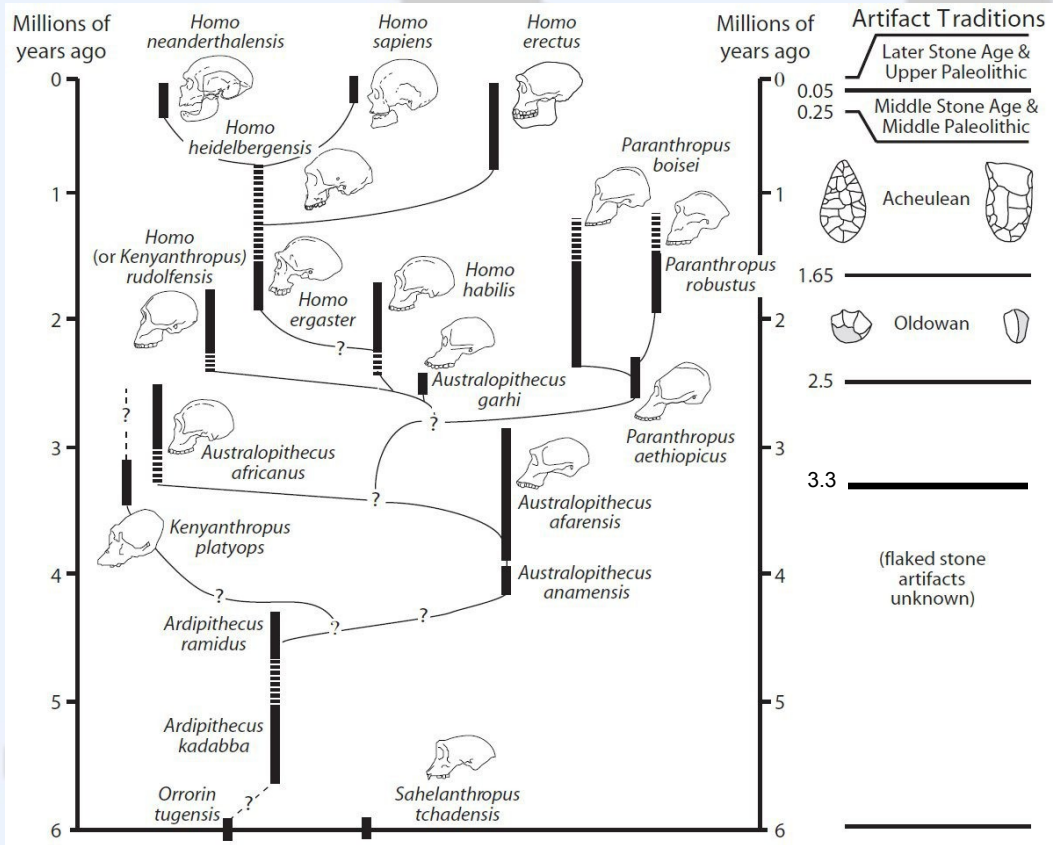 Millions of
years ago
Homo
neanderthalensis
Homo
sapiens
Homo
erectus
Millions of
years ago
Artifact Traditions
Later Stone Age &
Upper Paleolithic
0
0
0.05
0.25
Middle Stone Age &
Middle Paleolithic
Homo
heidelbergensis
Paranthropus
boisei
1
1
Acheulean
Homo
(or Kenyanthropus)
rudolfensis
Homo
ergaster
Homo
habilis
Paranthropus
robustus
1.65
2
2
Oldowan
?
Australopithecus
garhi
2.5
?
?
Paranthropus
aethiopicus
3
3
Australopithecus
africanus
?
3.3
Australopithecus
afarensis
Kenyanthropus
platyops
4
4
(flaked stone
artifacts
unknown)
Australopithecus
anamensis
?
?
?
Ardipithecus
ramidus
5
5
Ardipithecus
kadabba
Orrorin
tugensis
?
Sahelanthropus
tchadensis
6
6